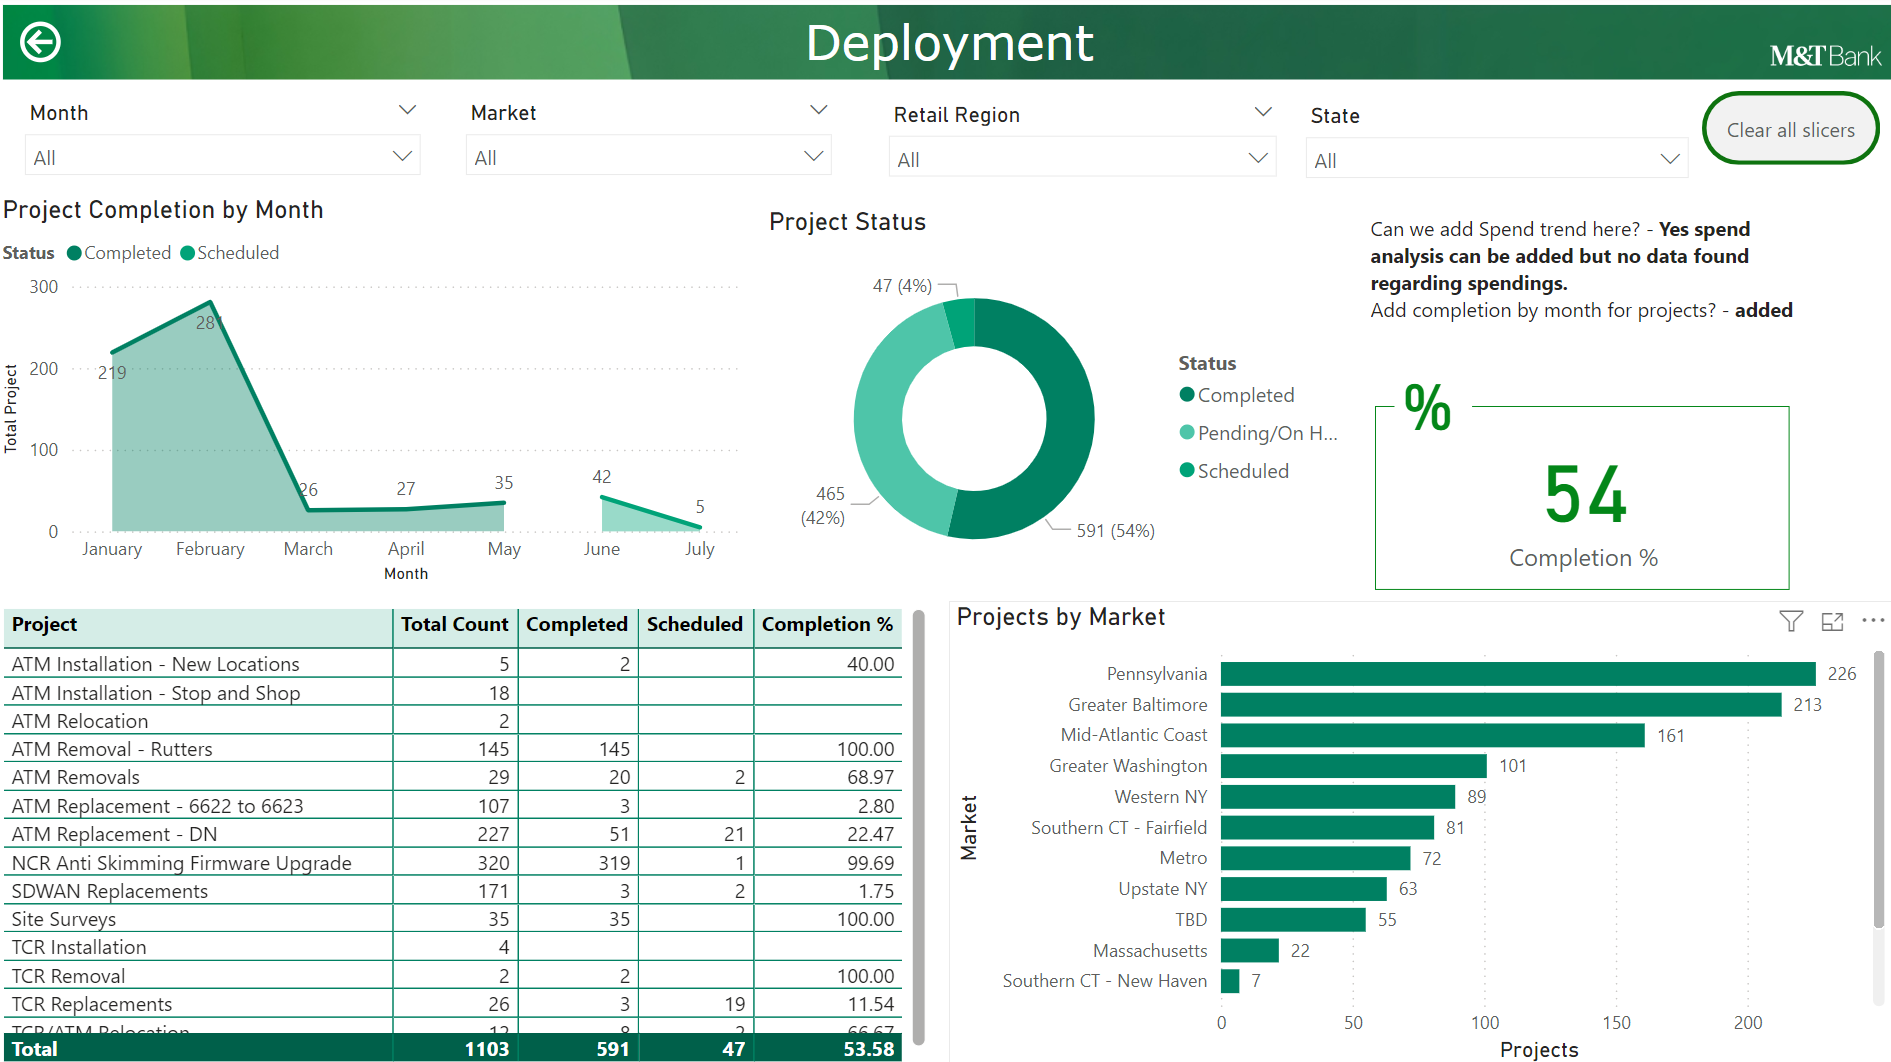 Deployment
M&T Bank
Month
All
Market
All
Retail Region
All
State
All
Clear all slicers
Project Completion by Month
Status Completed Scheduled
Total Project
300
200
100
0
219
281
26
27
35
42
5
January February March April May June July
Month
Project Status
47 (4%)
465
(42%)
591 (54%)
Status
Completed
Pending/On H...
Scheduled
Can we add Spend trend here? - Yes spend
analysis can be added but no data found
regarding spendings.
Add completion by month for projects? - added
%
54
Completion %
Project Total Count Completed Scheduled Completion %
ATM Installation - New Locations 5 2 40.00
ATM Installation - Stop and Shop 18
ATM Relocation 2
ATM Removal - Rutters 145 145 100.00
ATM Removals 29 20 2 68.97
ATM Replacement - 6622 to 6623 107 3 2.80
ATM Replacement - DN 227 51 21 22.47
NCR Anti Skimming Firmware Upgrade 320 319 1 99.69
SDWAN Replacements 171 3 2 1.75
Site Surveys 35 35 100.00
TCR Installation 4
TCR Removal 2 2 100.00
TCR Replacements 26 3 19 11.54
TCR/ATM Relocation 12 8 2 66.67
Total 1103 591 47 53.58
Projects by Market
Market
Pennsylvania 226
Greater Baltimore 213
Mid-Atlantic Coast 161
Greater Washington 101
Western NY 89
Southern CT - Fairfield 81
Metro 72
Upstate NY 63
TBD 55
Massachusetts 22
Southern CT - New Haven 7
0 50 100 150 200
Projects